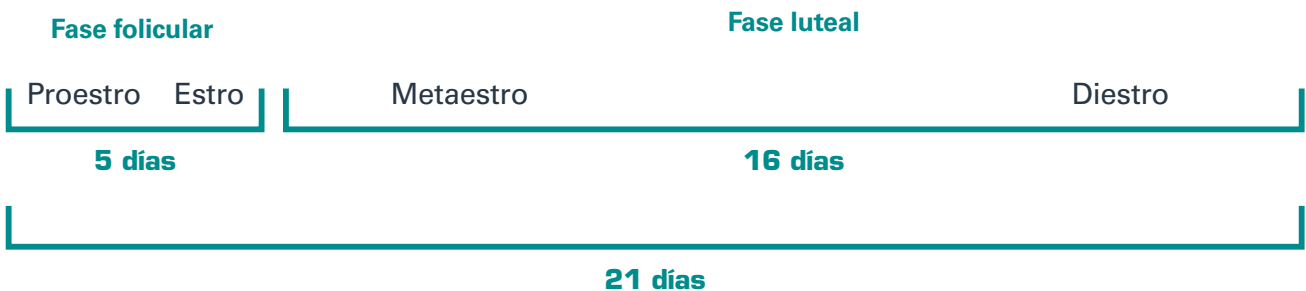 Fase folicular
Fase luteal
Proestro Estro
Metaestro Diestro
5 días
16 días
21 días